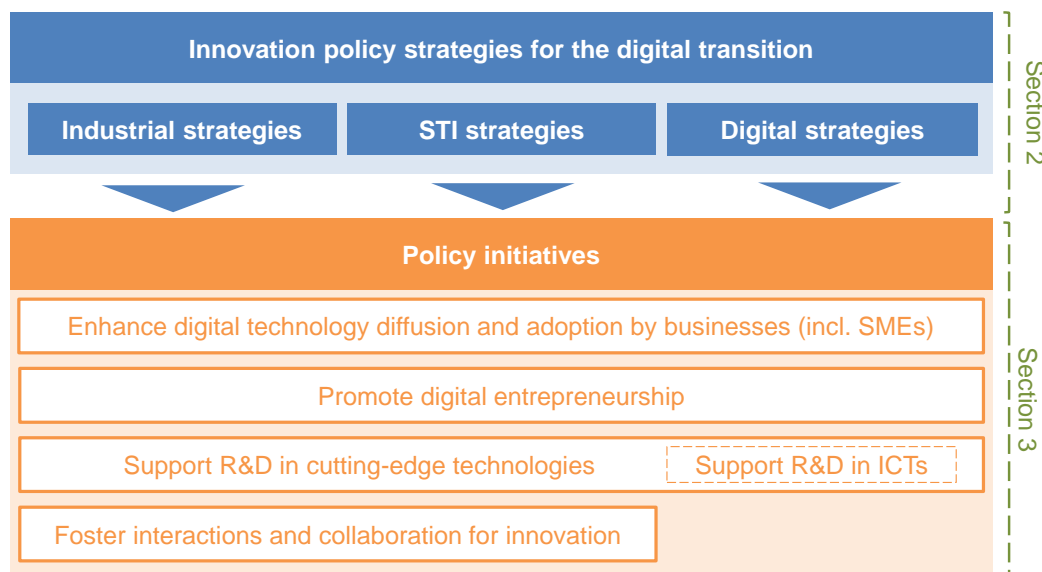 Innovation policy strategies for the digital transition
Industrial strategies
STI strategies
Digital strategies
Section 2
Policy initiatives
Enhance digital technology diffusion and adoption by businesses (incl. SMEs)
Promote digital entrepreneurship
Support R&D in cutting-edge technologies
Support R&D in ICTs
Foster interactions and collaboration for innovation
Section 3